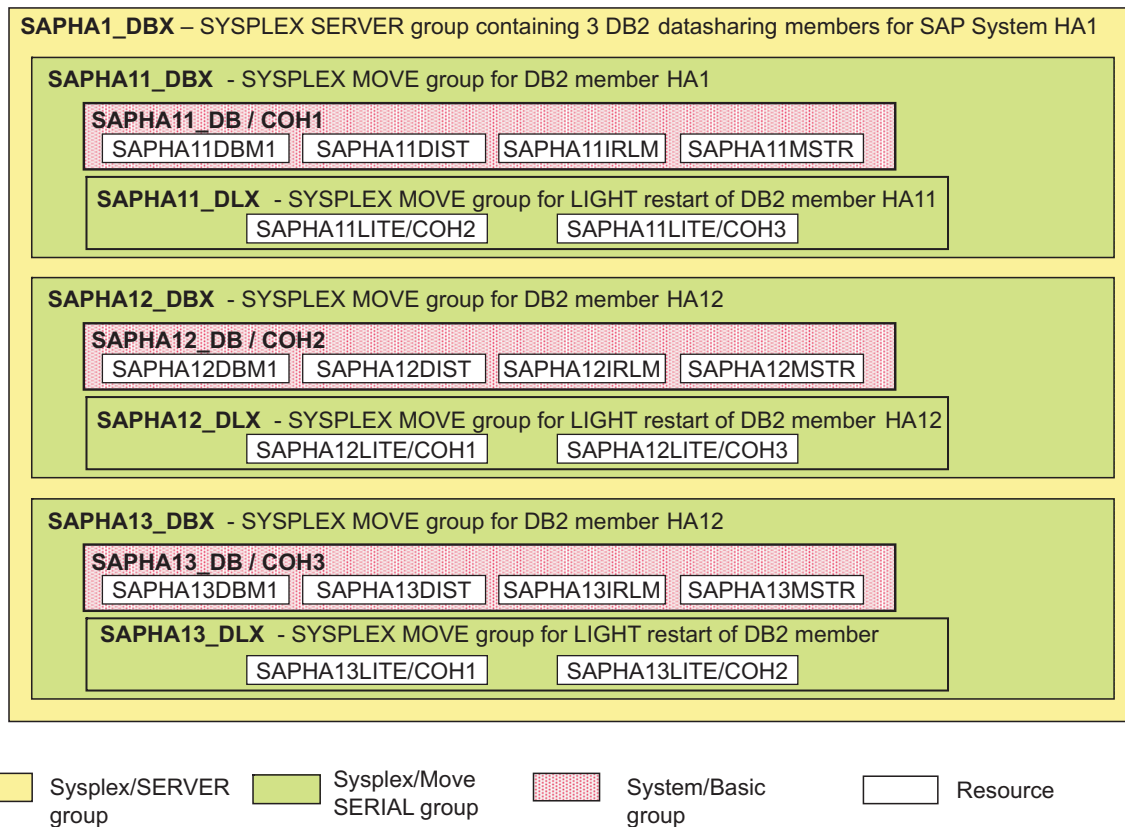 SAPHA1_DBX – SYSPLEX SERVER group containing 3 DB2 datasharing members for SAP System HA1
SAPHA11_DBX - SYSPLEX MOVE group for DB2 member HA1
SAPHA11_DB / COH1
SAPHA11DBM1 SAPHA11DIST SAPHA11IRLM SAPHA11MSTR
SAPHA11_DLX - SYSPLEX MOVE group for LIGHT restart of DB2 member HA11
SAPHA11LITE/COH2 SAPHA11LITE/COH3
SAPHA12_DBX - SYSPLEX MOVE group for DB2 member HA12
SAPHA12_DB / COH2
SAPHA12DBM1 SAPHA12DIST SAPHA12IRLM SAPHA12MSTR
SAPHA12_DLX - SYSPLEX MOVE group for LIGHT restart of DB2 member HA12
SAPHA12LITE/COH1 SAPHA12LITE/COH3
SAPHA13_DBX - SYSPLEX MOVE group for DB2 member HA12
SAPHA13_DB / COH3
SAPHA13DBM1 SAPHA13DIST SAPHA13IRLM SAPHA13MSTR
SAPHA13_DLX - SYSPLEX MOVE group for LIGHT restart of DB2 member
SAPHA13LITE/COH1 SAPHA13LITE/COH2
Sysplex/SERVER
group
Sysplex/Move
SERIAL group
System/Basic
group
Resource